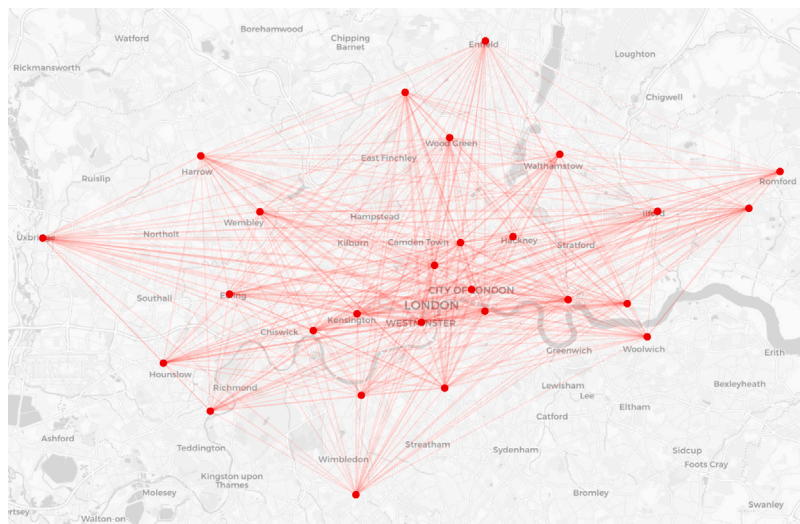 Borehamwood
Watford
Chipping
Barnet
Enfield
Loughton
Rickmansworth
Chigwell
Wood Green
East Finchley
Walthamstow
Harrow
Ruislip
Romford
Ilford
Hampstead
Wembley
Northolt
Uxbridge
Kilburn
Camden Town
Hackney
Stratford
CITY OF LONDON
Southall
Ealing
LONDON
Kensington
WESTMINSTER
Chiswick
Greenwich
Woolwich
Erith
Hounslow
Richmond
Lewisham
Lee
Bexleyheath
Eltham
Catford
Ashford
Teddington
Streatham
Sydenham
Sidcup
Wimbledon
Foots Cray
Kingston upon
Thames
Molesey
Bromley
Swanley
Walton-on